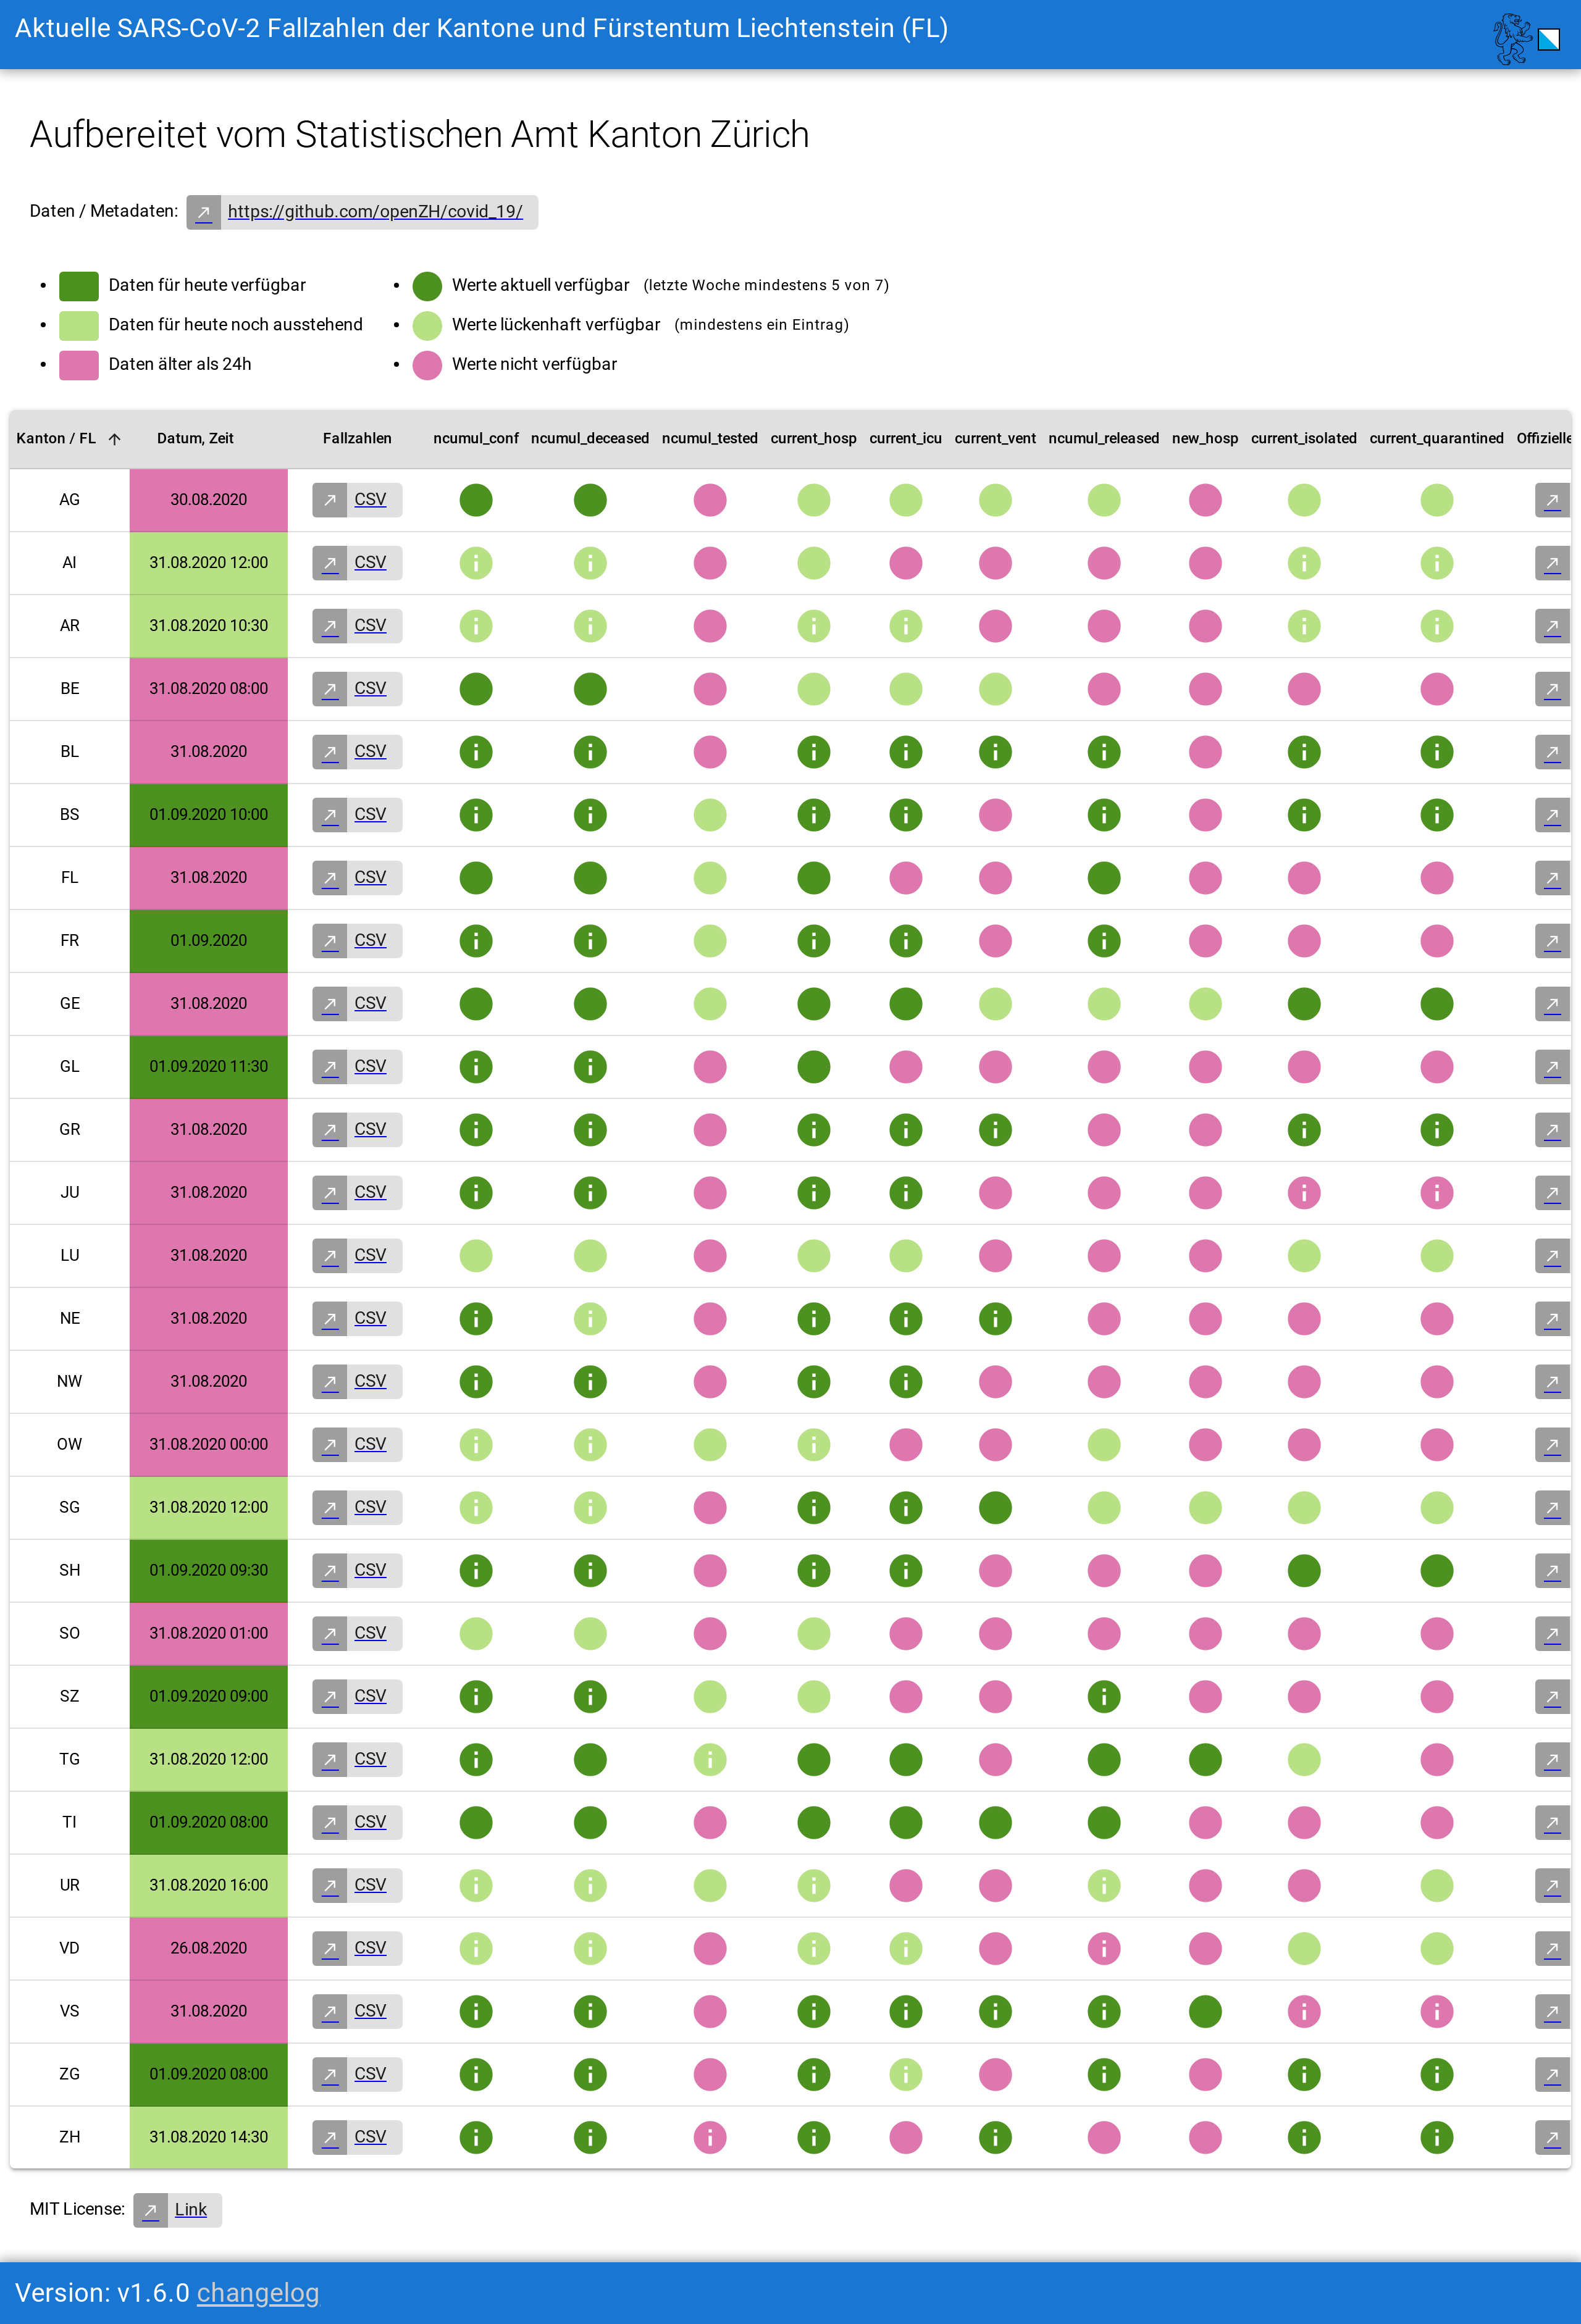 Aktuelle SARS-CoV-2 Fallzahlen der Kantone und Fürstentum Liechtenstein (FL)
Aufbereitet vom Statistischen Amt Kanton Zürich
Daten / Metadaten: https://github.com/openZH/covid_19/
Daten für heute verfügbar
Daten für heute noch ausstehend
Daten älter als 24h
Werte aktuell verfügbar (letzte Woche mindestens 5 von 7)
Werte lückenhaft verfügbar (mindestens ein Eintrag)
Werte nicht verfügbar
Kanton / FL Datum, Zeit Fallzahlen ncumul_conf ncumul_deceased ncumul_tested current_hosp current_icu current_vent ncumul_released new_hosp current_isolated current_quarantined Offizielle
AG 30.08.2020 CSV
AI 31.08.2020 12:00 CSV
AR 31.08.2020 10:30 CSV
BE 31.08.2020 08:00 CSV
BL 31.08.2020 CSV
BS 01.09.2020 10:00 CSV
FL 31.08.2020 CSV
FR 01.09.2020 CSV
GE 31.08.2020 CSV
GL 01.09.2020 11:30 CSV
GR 31.08.2020 CSV
JU 31.08.2020 CSV
LU 31.08.2020 CSV
NE 31.08.2020 CSV
NW 31.08.2020 CSV
OW 31.08.2020 00:00 CSV
SG 31.08.2020 12:00 CSV
SH 01.09.2020 09:30 CSV
SO 31.08.2020 01:00 CSV
SZ 01.09.2020 09:00 CSV
TG 31.08.2020 12:00 CSV
TI 01.09.2020 08:00 CSV
UR 31.08.2020 16:00 CSV
VD 26.08.2020 CSV
VS 31.08.2020 CSV
ZG 01.09.2020 08:00 CSV
ZH 31.08.2020 14:30 CSV
MIT License: Link
Version: v1.6.0 changelog